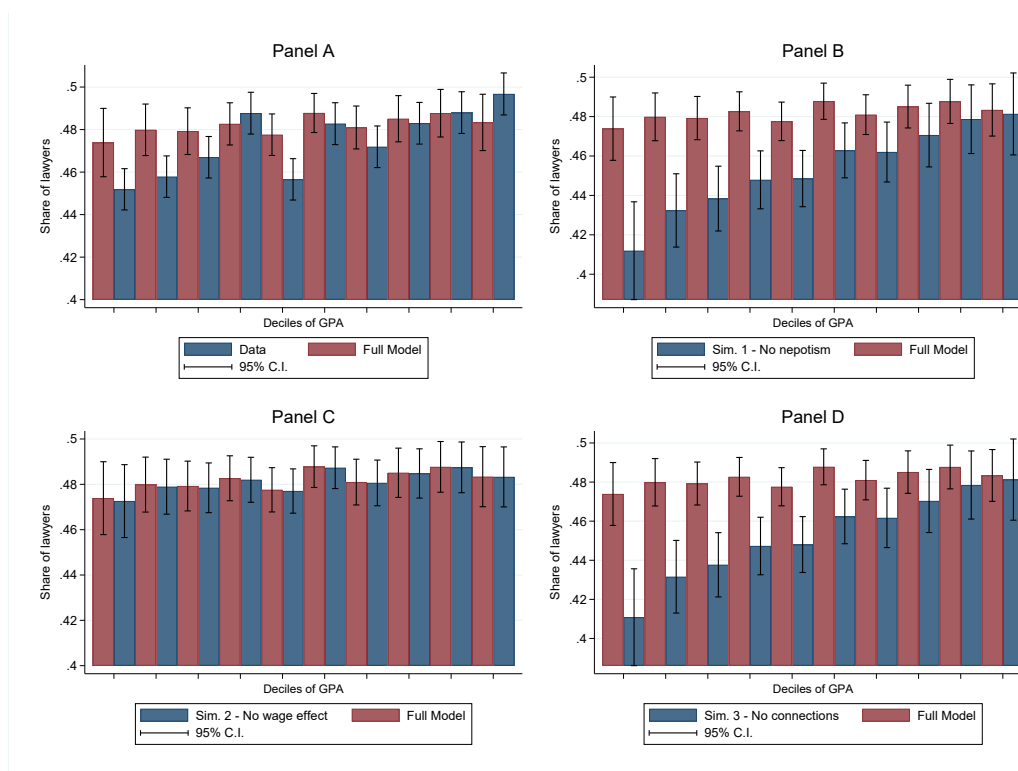 Panel A
.5
.48
.46
.44
.42
.4
Share of lawyers
Deciles of GPA
Data
Full Model
95% C.I.
Panel B
.5
.48
.46
.44
.42
.4
Share of lawyers
Deciles of GPA
Sim. 1 - No nepotism
Full Model
95% C.I.
Panel C
.5
.48
.46
.44
.42
.4
Share of lawyers
Deciles of GPA
Sim. 2 - No wage effect
Full Model
95% C.I.
Panel D
.5
.48
.46
.44
.42
.4
Share of lawyers
Deciles of GPA
Sim. 3 - No connections
Full Model
95% C.I.